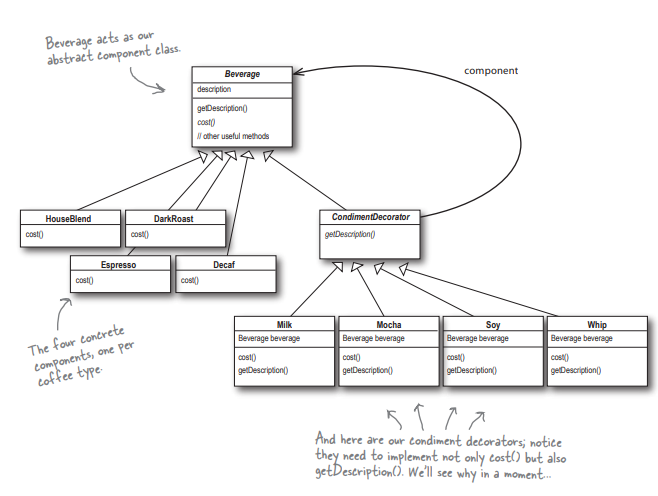 Beverage acts as our
abstract component class.
Beverage
description
getDescription()
cost()
// other useful methods
component
HouseBlend
cost()
DarkRoast
cost()
Espresso
cost()
Decaf
cost()
CondimentDecorator
getDescription()
The four concrete
components, one per
coffee type.
Milk
Beverage beverage
cost()
getDescription()
Mocha
Beverage beverage
cost()
getDescription()
Soy
Beverage beverage
cost()
getDescription()
Whip
Beverage beverage
cost()
getDescription()
And here are our condiment decorators; notice
they need to implement not only cost() but also
getDescription(). We'll see why in a moment...